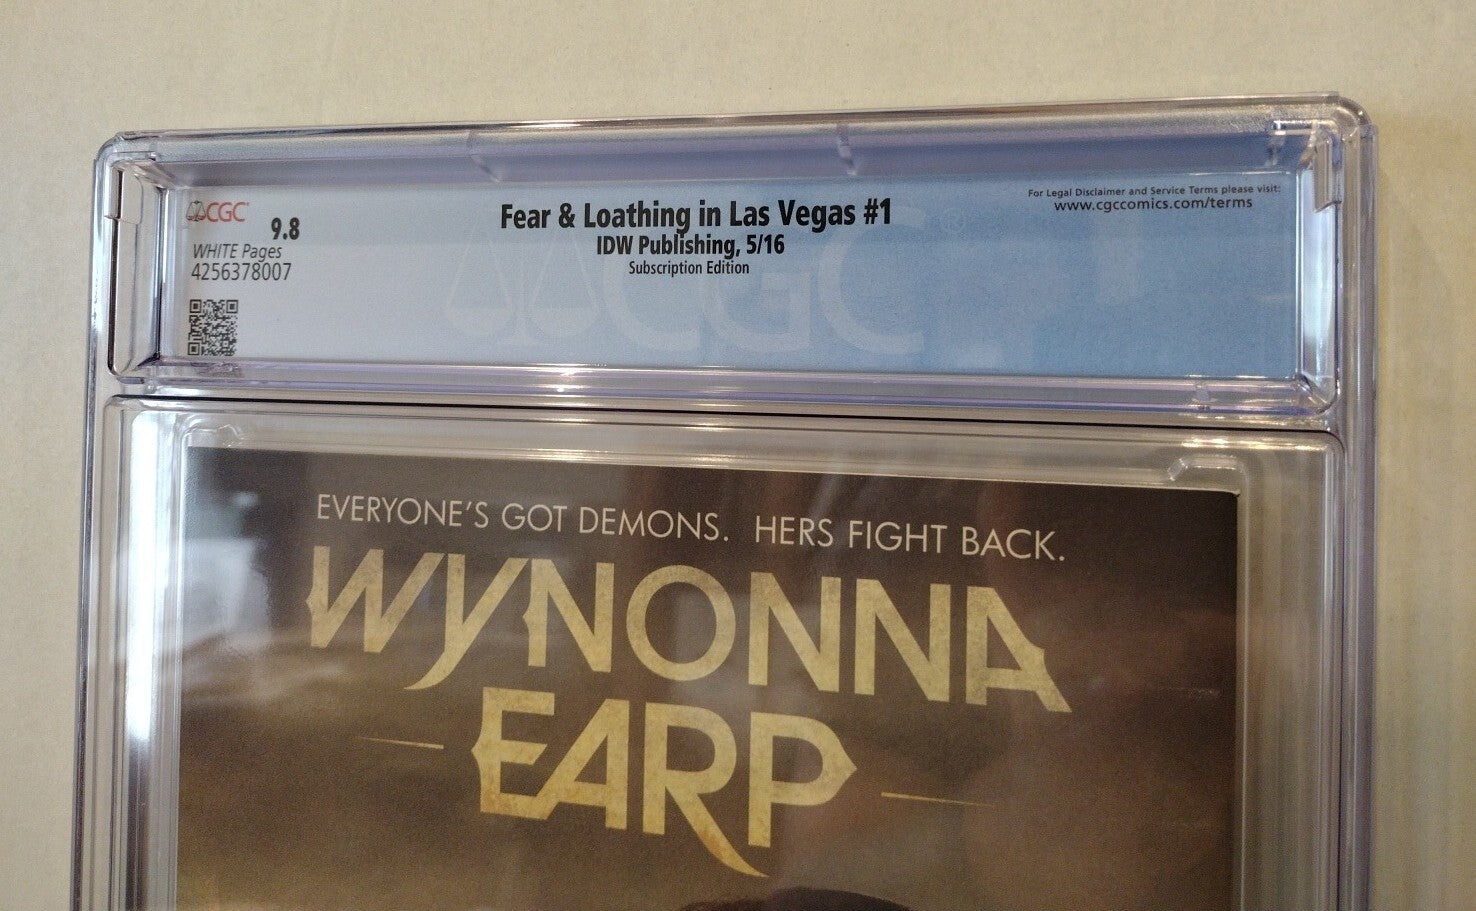 CGC
9.8
WHITE Pages
4256378007
Fear & Loathing in Las Vegas #1
IDW Publishing, 5/16
Subscription Edition
For Legal Disclaimer and Service Terms please visit:
www.cgccomics.com/terms
CGC®
EVERYONE'S GOT DEMONS. HERS FIGHT BACK.
WYNONNA
EARP